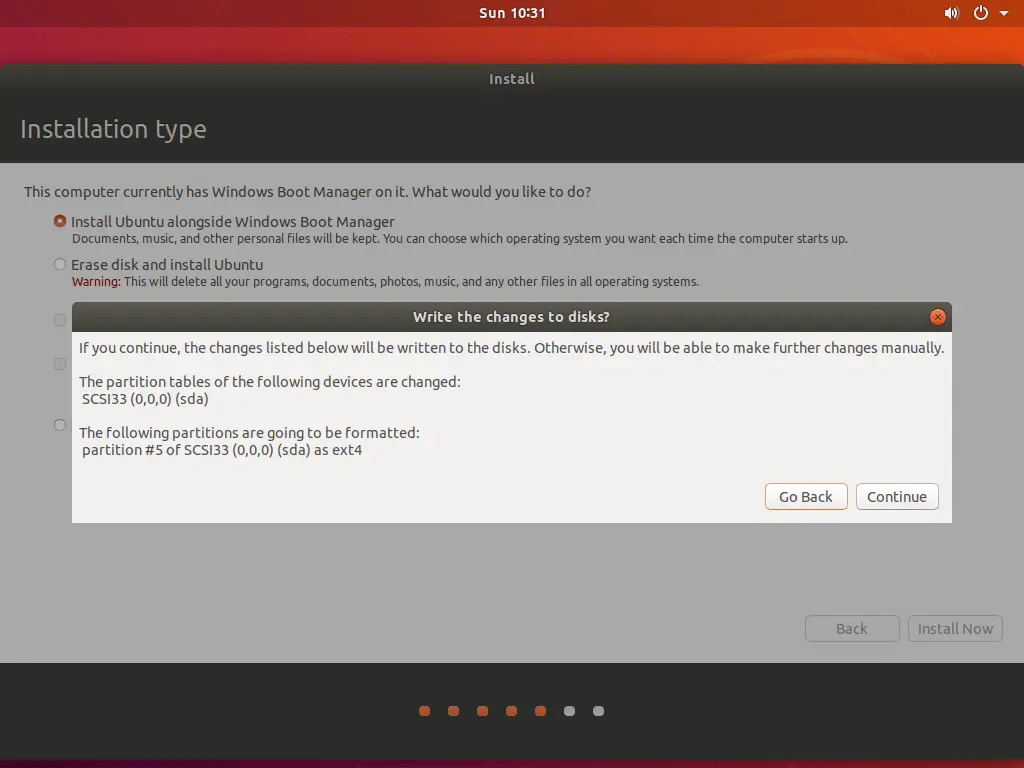 Sun 10:31
Install
Installation type
This computer currently has Windows Boot Manager on it. What would you like to do?
Install Ubuntu alongside Windows Boot Manager
Documents, music, and other personal files will be kept. You can choose which operating system you want each time the computer starts up.
Erase disk and install Ubuntu
Warning: This will delete all your programs, documents, photos, music, and any other files in all operating systems.
Write the changes to disks?
If you continue, the changes listed below will be written to the disks. Otherwise, you will be able to make further changes manually.
The partition tables of the following devices are changed:
SCSI33 (0,0,0) (sda)
The following partitions are going to be formatted:
partition #5 of SCSI33 (0,0,0) (sda) as ext4
Go Back
Continue
Back
Install Now